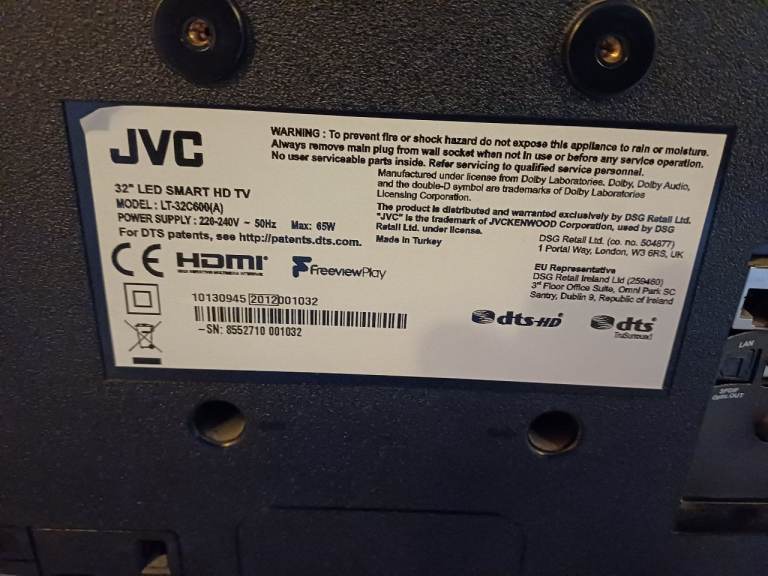 JVC
WARNING : To prevent fire or shock hazard do not expose this appliance to rain or moisture.
Always remove main plug from wall socket when not in use or before any service operation.
No user serviceable parts inside. Refer servicing to qualified service personnel.
32" LED SMART HD TV
MODEL : LT-32C600(A)
POWER SUPPLY : 220-240V ~ 50Hz Max: 65W
For DTS patents, see http://patents.dts.com.
Manufactured under license from Dolby Laboratories. Dolby, Dolby Audio,
and the double-D symbol are trademarks of Dolby Laboratories
Licensing Corporation.
The product is distributed and warranted exclusively by DSG Retail Ltd.
"JVC" is the trademark of JVCKENWOOD Corporation, used by DSG
Retail Ltd. under license.
Made in Turkey
DSG Retail Ltd. (co. no. 504877)
1 Portal Way, London, W3 6RS, UK
EU Representative
DSG Retail Ireland Ltd (259460)
3rd Floor Office Suite, Omni Park SC
Santry, Dublin 9, Republic of Ireland
CE HDMI
HIGH DEFINITION MULTIMEDIA INTERFACE
FreeviewPlay
10130945 2012 001032
-SN: 8552710 001032
dts-HD
dts
TruSurround
LAN
SPDIF
Optic.OUT